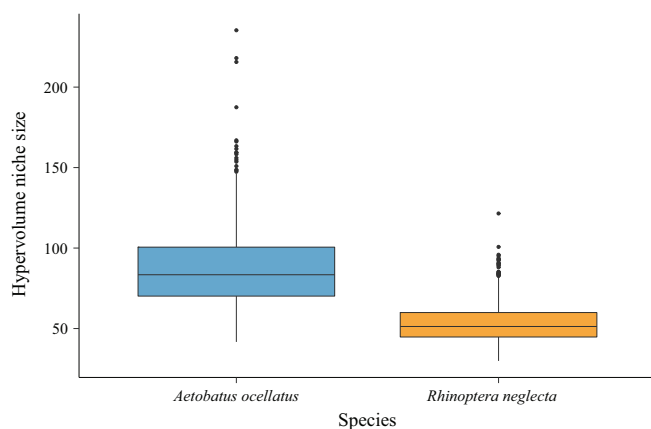 Hypervolume niche size
200
150
100
50
Aetobatus ocellatus
Rhinoptera neglecta
Species